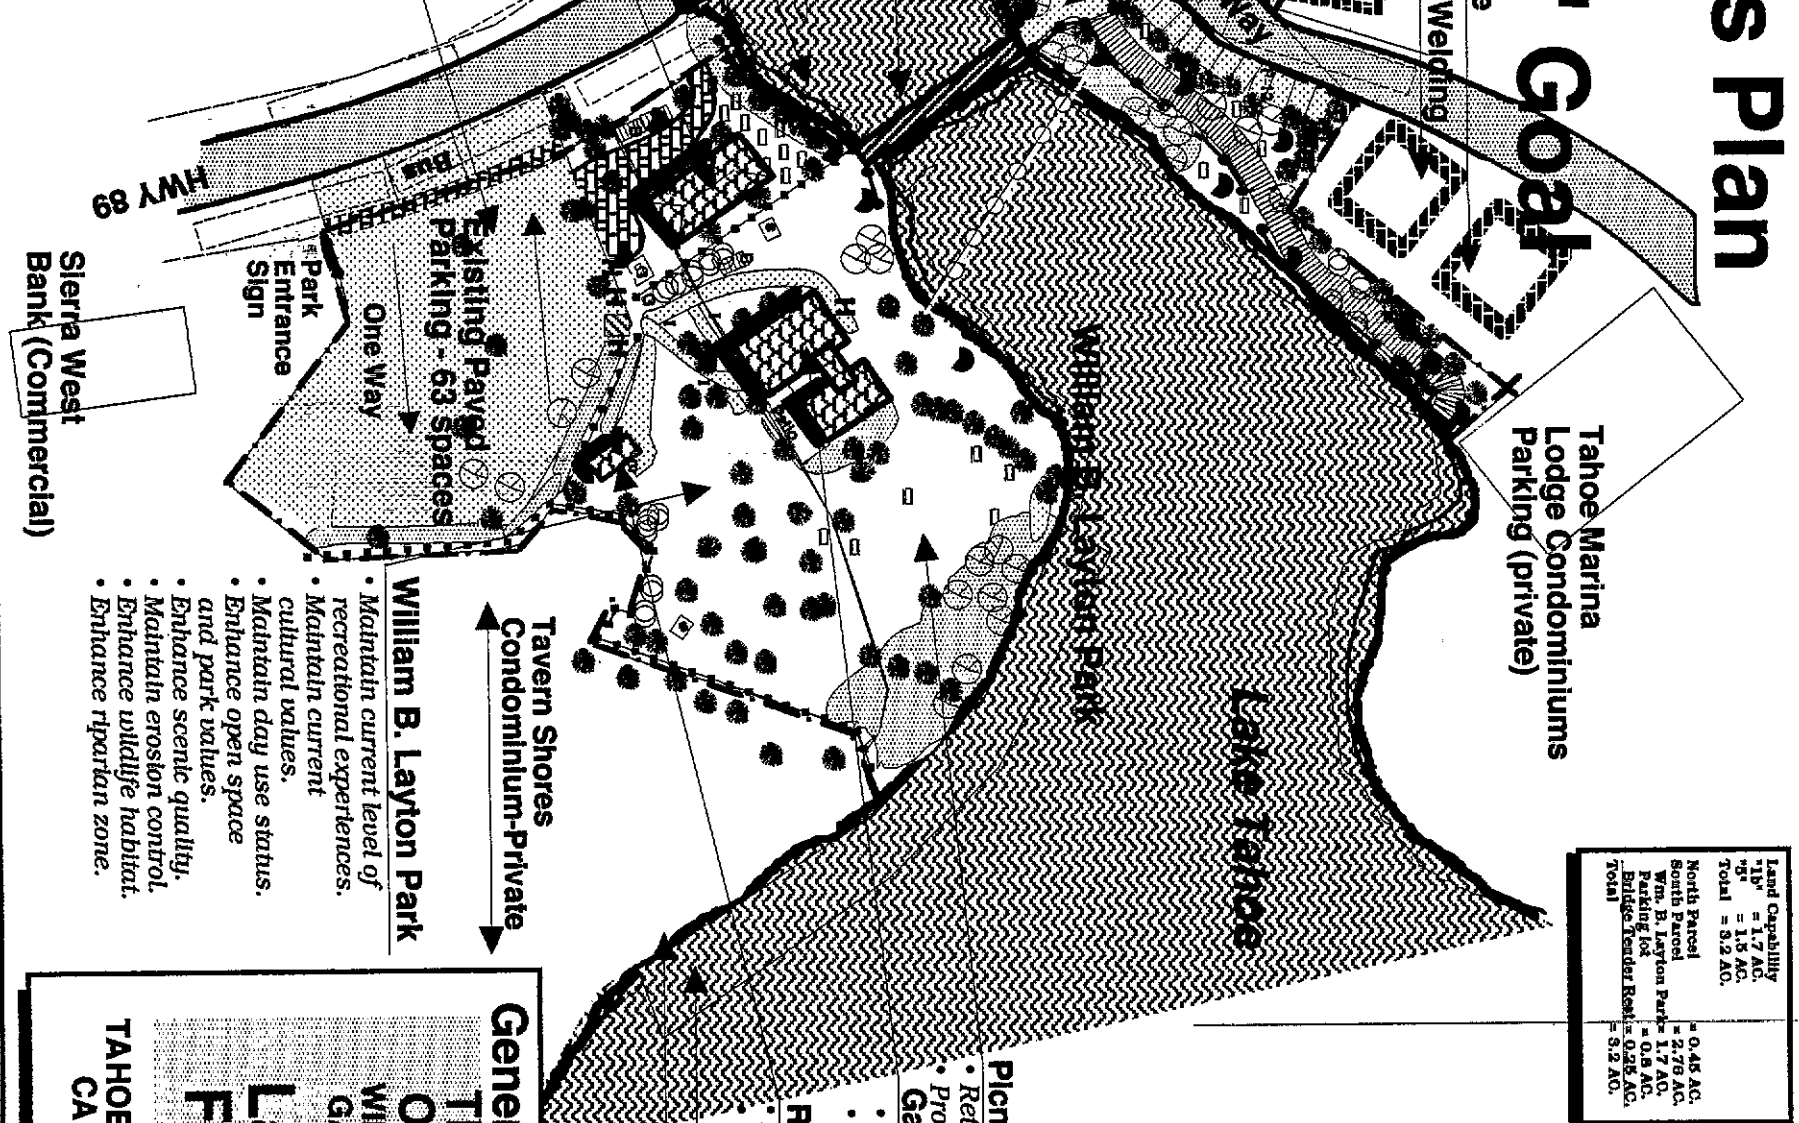 s Plan
Goal
Welding
Way
HWY 89
Bus
Existing Paved
Parking - 63 spaces
One Way
Park
Entrance
Sign
Sierra West
Bank (Commercial)
William B. Layton Park
Lake Tahoe
Tahoe Marina
Lodge Condominiums
Parking (private)
Tavern Shores
Condominium-Private
William B. Layton Park
• Maintain current level of
recreational experiences.
• Maintain current
cultural values.
• Maintain day use status.
• Enhance open space
and park values.
• Enhance scenic quality.
• Maintain erosion control.
• Enhance wildlife habitat.
• Enhance riparian zone.
Land Capability
"1b" = 1.7 AC.
"5" = 1.5 AC.
Total = 3.2 AC.
North Parcel = 0.45 AC.
South Parcel = 2.75 AC.
Wm. B. Layton Park = 1.7 AC.
Parking lot = 0.8 AC.
Bridge Tender Rest. = 0.25 AC.
Total = 3.2 AC.
Gene
TAHOE
CA
Picn
• Ret
• Pro
Ga